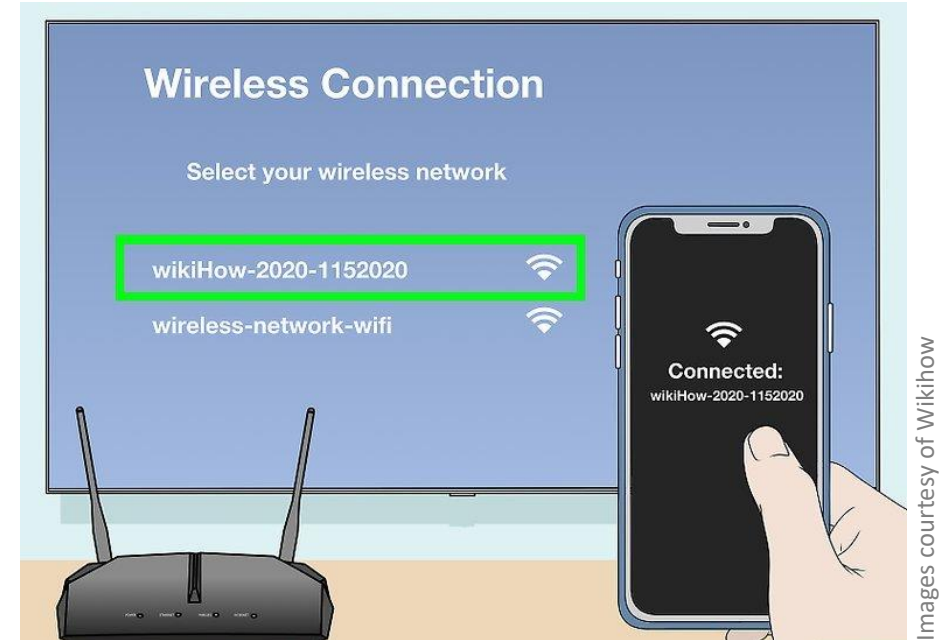 Wireless Connection
Select your wireless network
wikiHow-2020-1152020
wireless-network-wifi
Connected:
wikiHow-2020-1152020
Images courtesy of Wikihow